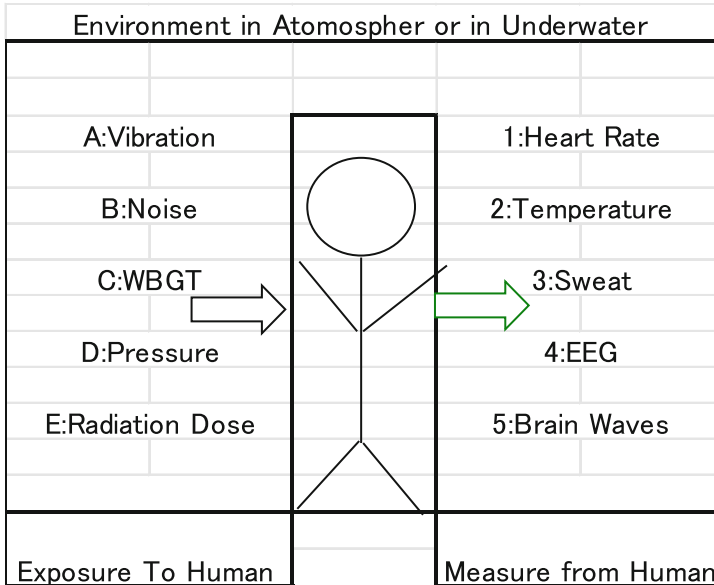 Environment in Atomospher or in Underwater
A:Vibration
1:Heart Rate
B:Noise
2:Temperature
C:WBGT
3:Sweat
D:Pressure
4:EEG
E:Radiation Dose
5:Brain Waves
Exposure To Human
Measure from Human